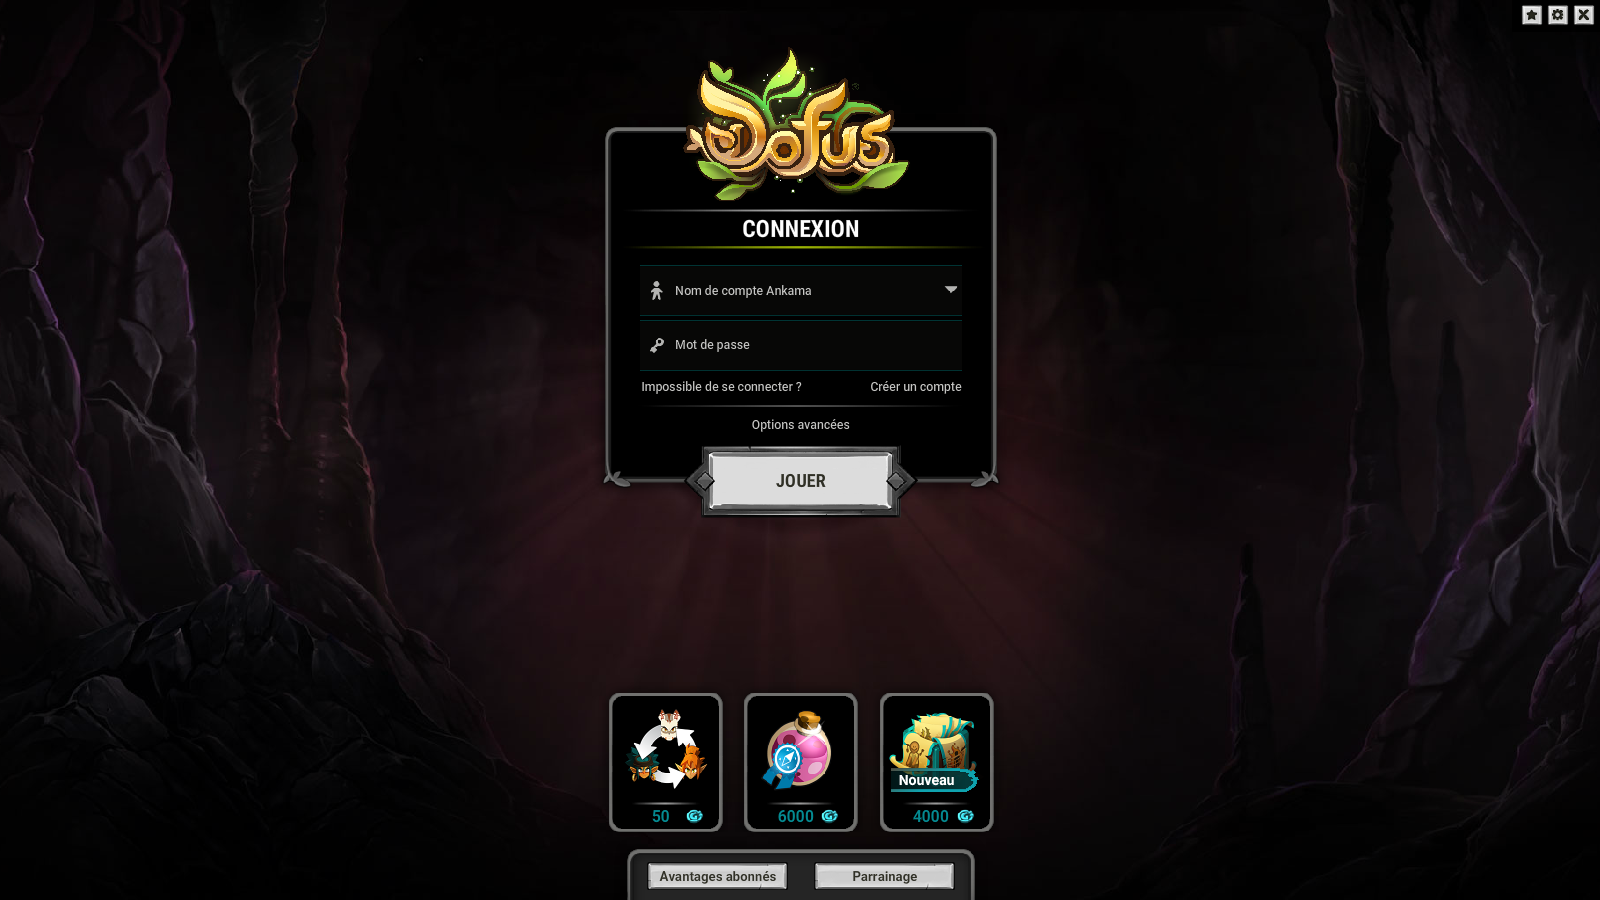 Dofus
CONNEXION
Nom de compte Ankama
Mot de passe
Impossible de se connecter ? Créer un compte
Options avancées
JOUER
Nouveau
50 6000 4000
Avantages abonnés Parrainage